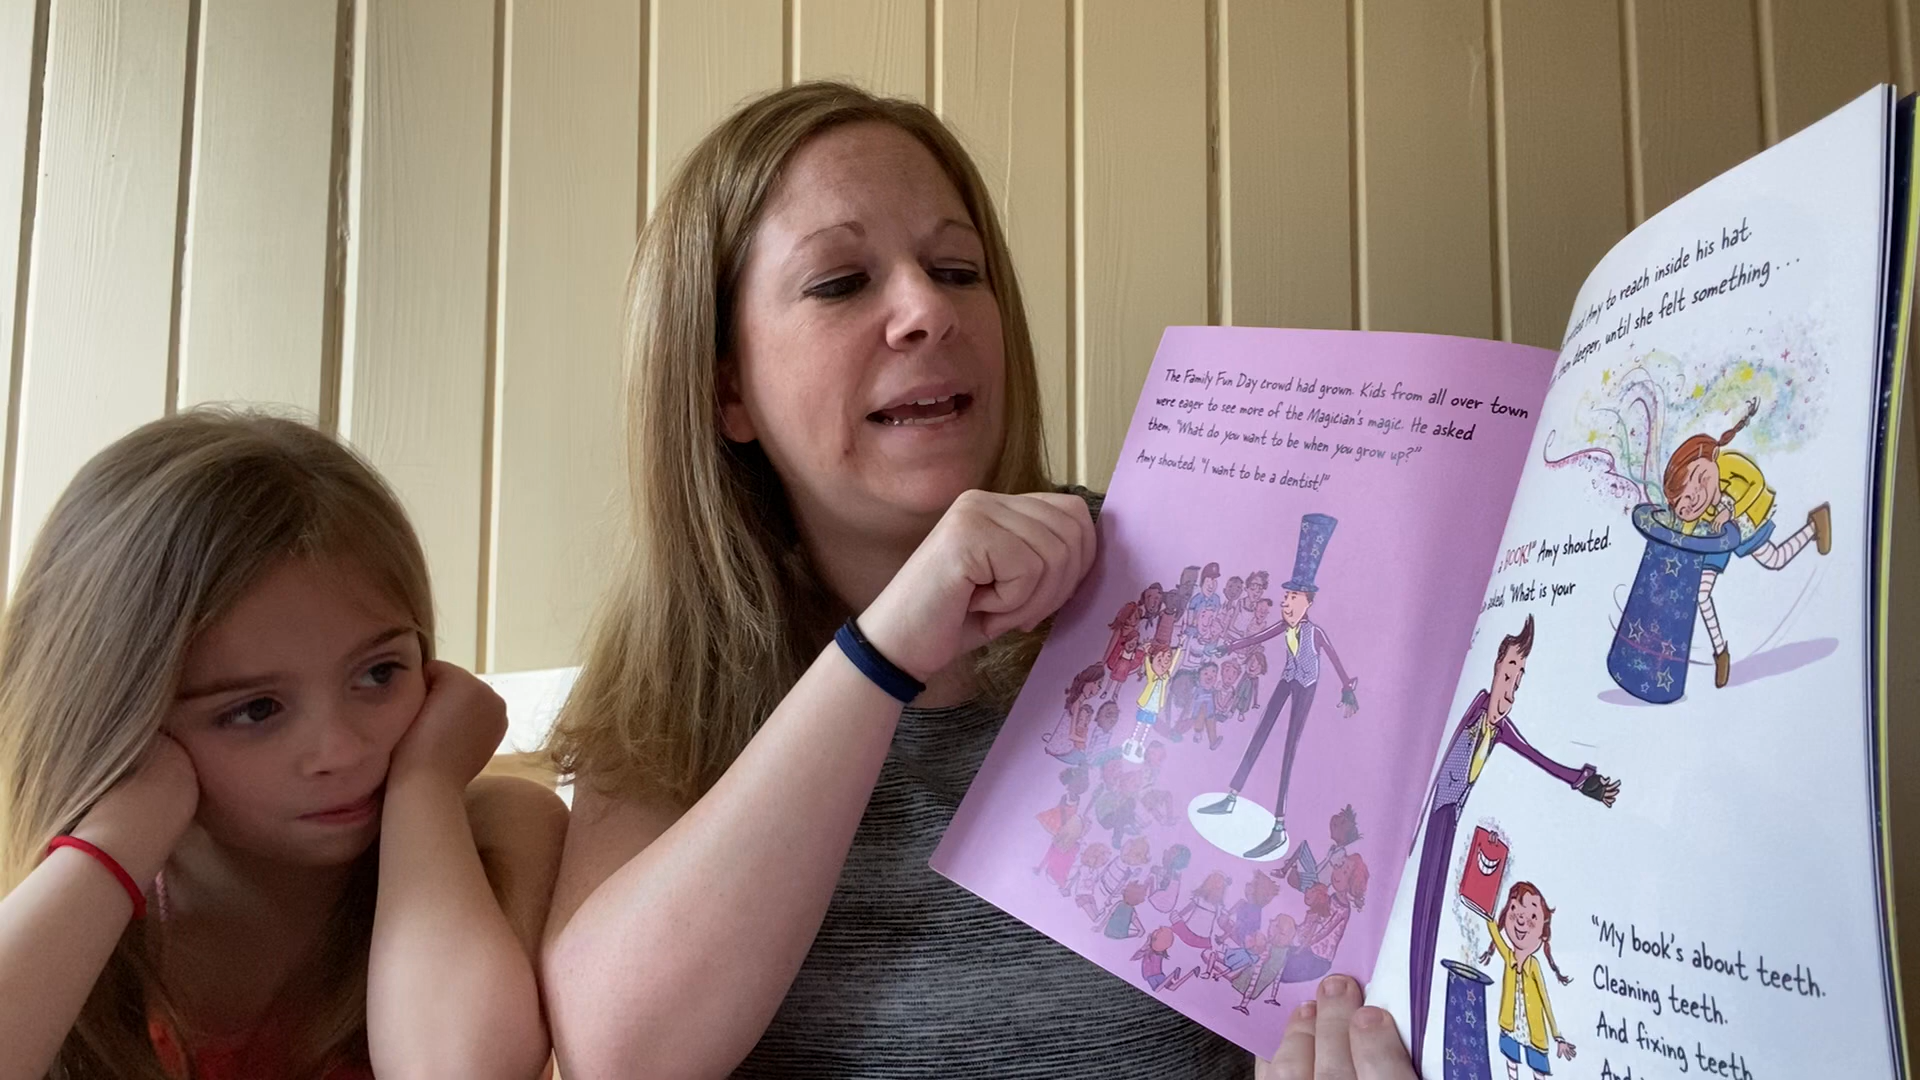 The Family Fun Day crowd had grown. Kids from all over town
were eager to see more of the Magician's magic. He asked
them, "What do you want to be when you grow up?"
Amy shouted, "I want to be a dentist!"
Amy to reach inside his hat.
deeper, until she felt something . . .
a BOOK!" Amy shouted.
asked, "What is your
"My book's about teeth.
Cleaning teeth.
And fixing teeth